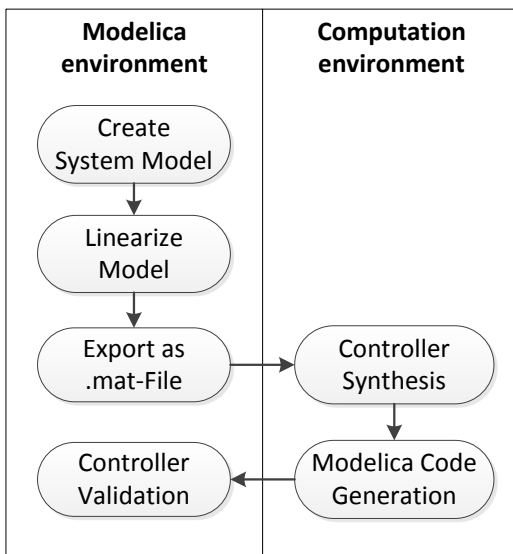 Modelica
environment
Computation
environment
Create
System Model
Linearize
Model
Export as
.mat-File
Controller
Synthesis
Controller
Validation
Modelica Code
Generation